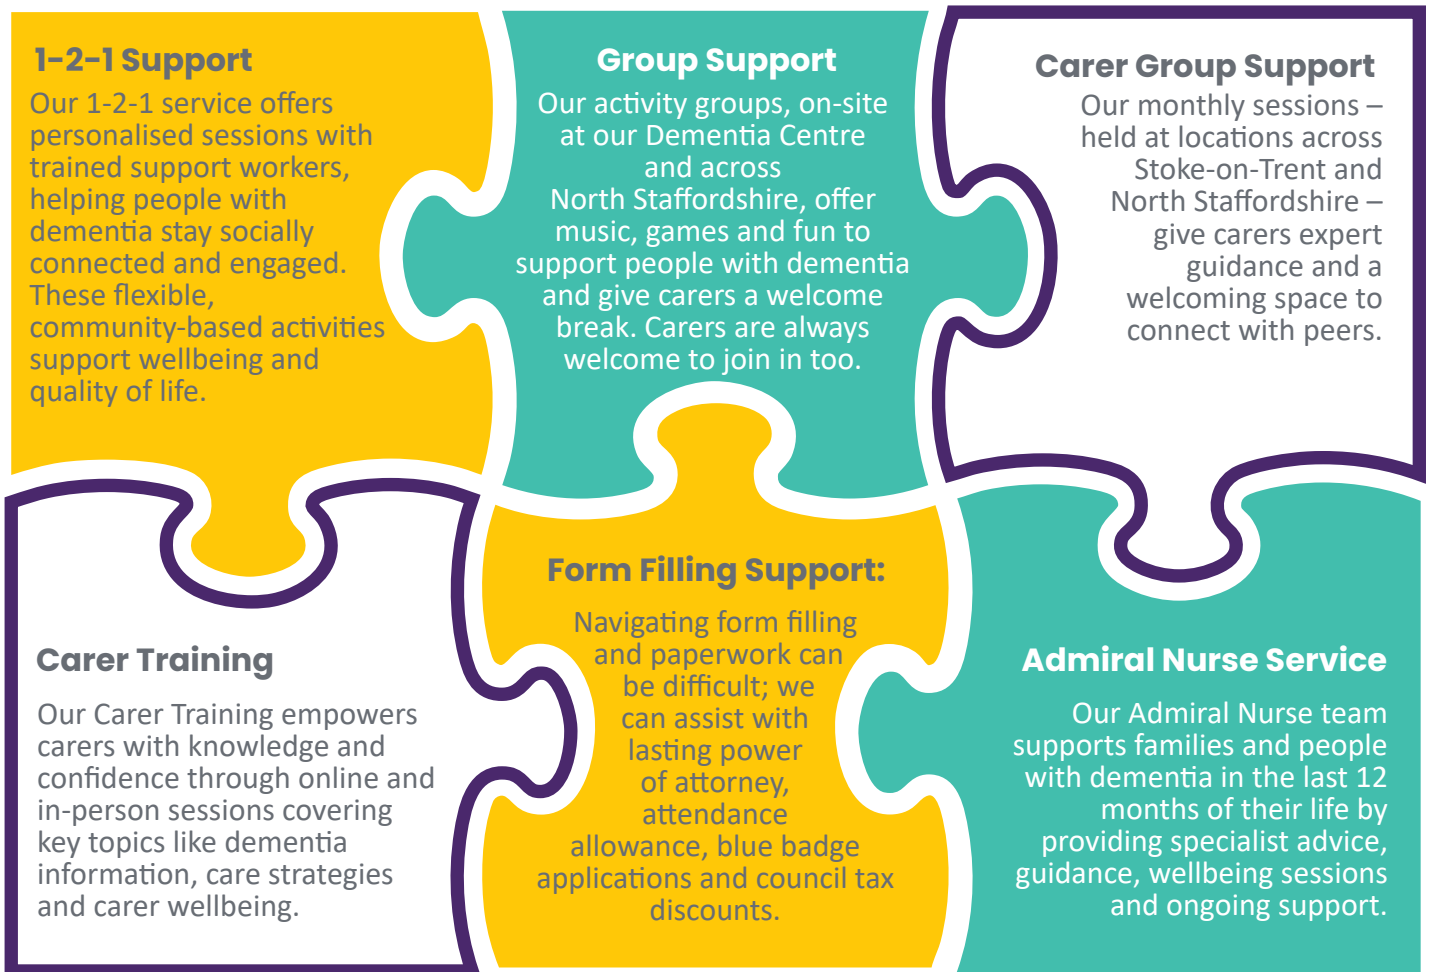 1-2-1 Support
Our 1-2-1 service offers
personalised sessions with
trained support workers,
helping people with
dementia stay socially
connected and engaged.
These flexible,
community-based activities
support wellbeing and
quality of life.
Group Support
Our activity groups, on-site
at our Dementia Centre
and across
North Staffordshire, offer
music, games and fun to
support people with dementia
and give carers a welcome
break. Carers are always
welcome to join in too.
Carer Group Support
Our monthly sessions –
held at locations across
Stoke-on-Trent and
North Staffordshire –
give carers expert
guidance and a
welcoming space to
connect with peers.
Carer Training
Our Carer Training empowers
carers with knowledge and
confidence through online and
in-person sessions covering
key topics like dementia
information, care strategies
and carer wellbeing.
Form Filling Support:
Navigating form filling
and paperwork can
be difficult; we
can assist with
lasting power
of attorney,
attendance
allowance, blue badge
applications and council tax
discounts.
Admiral Nurse Service
Our Admiral Nurse team
supports families and people
with dementia in the last 12
months of their life by
providing specialist advice,
guidance, wellbeing sessions
and ongoing support.